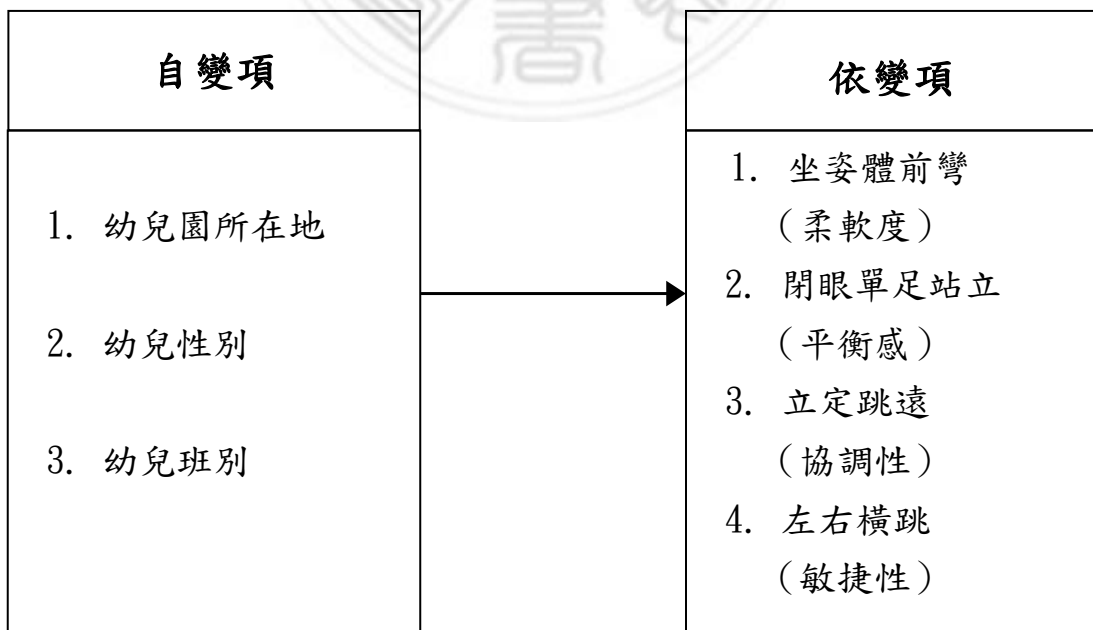 自變項
1. 幼兒園所在地
2. 幼兒性別
3. 幼兒班別
依變項
1. 坐姿體前彎
（柔軟度）
2. 閉眼單足站立
（平衡感）
3. 立定跳遠
（協調性）
4. 左右橫跳
（敏捷性）